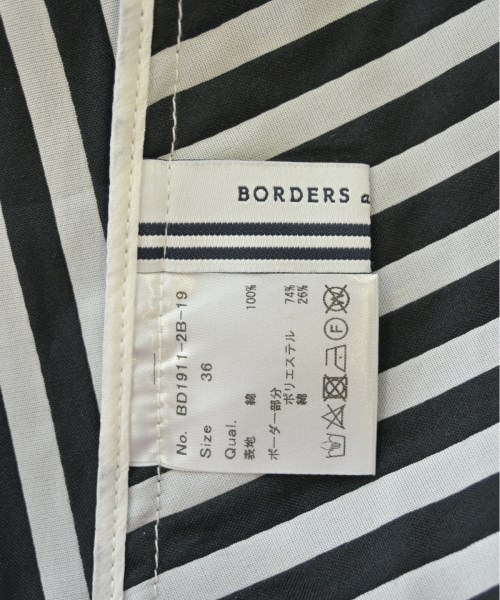 BORDERS a
No. BD1911-2B-19
Size 36
Qual.
表地 綿 100%
ボーダー部分
ポリエステル 74%
綿 26%
F